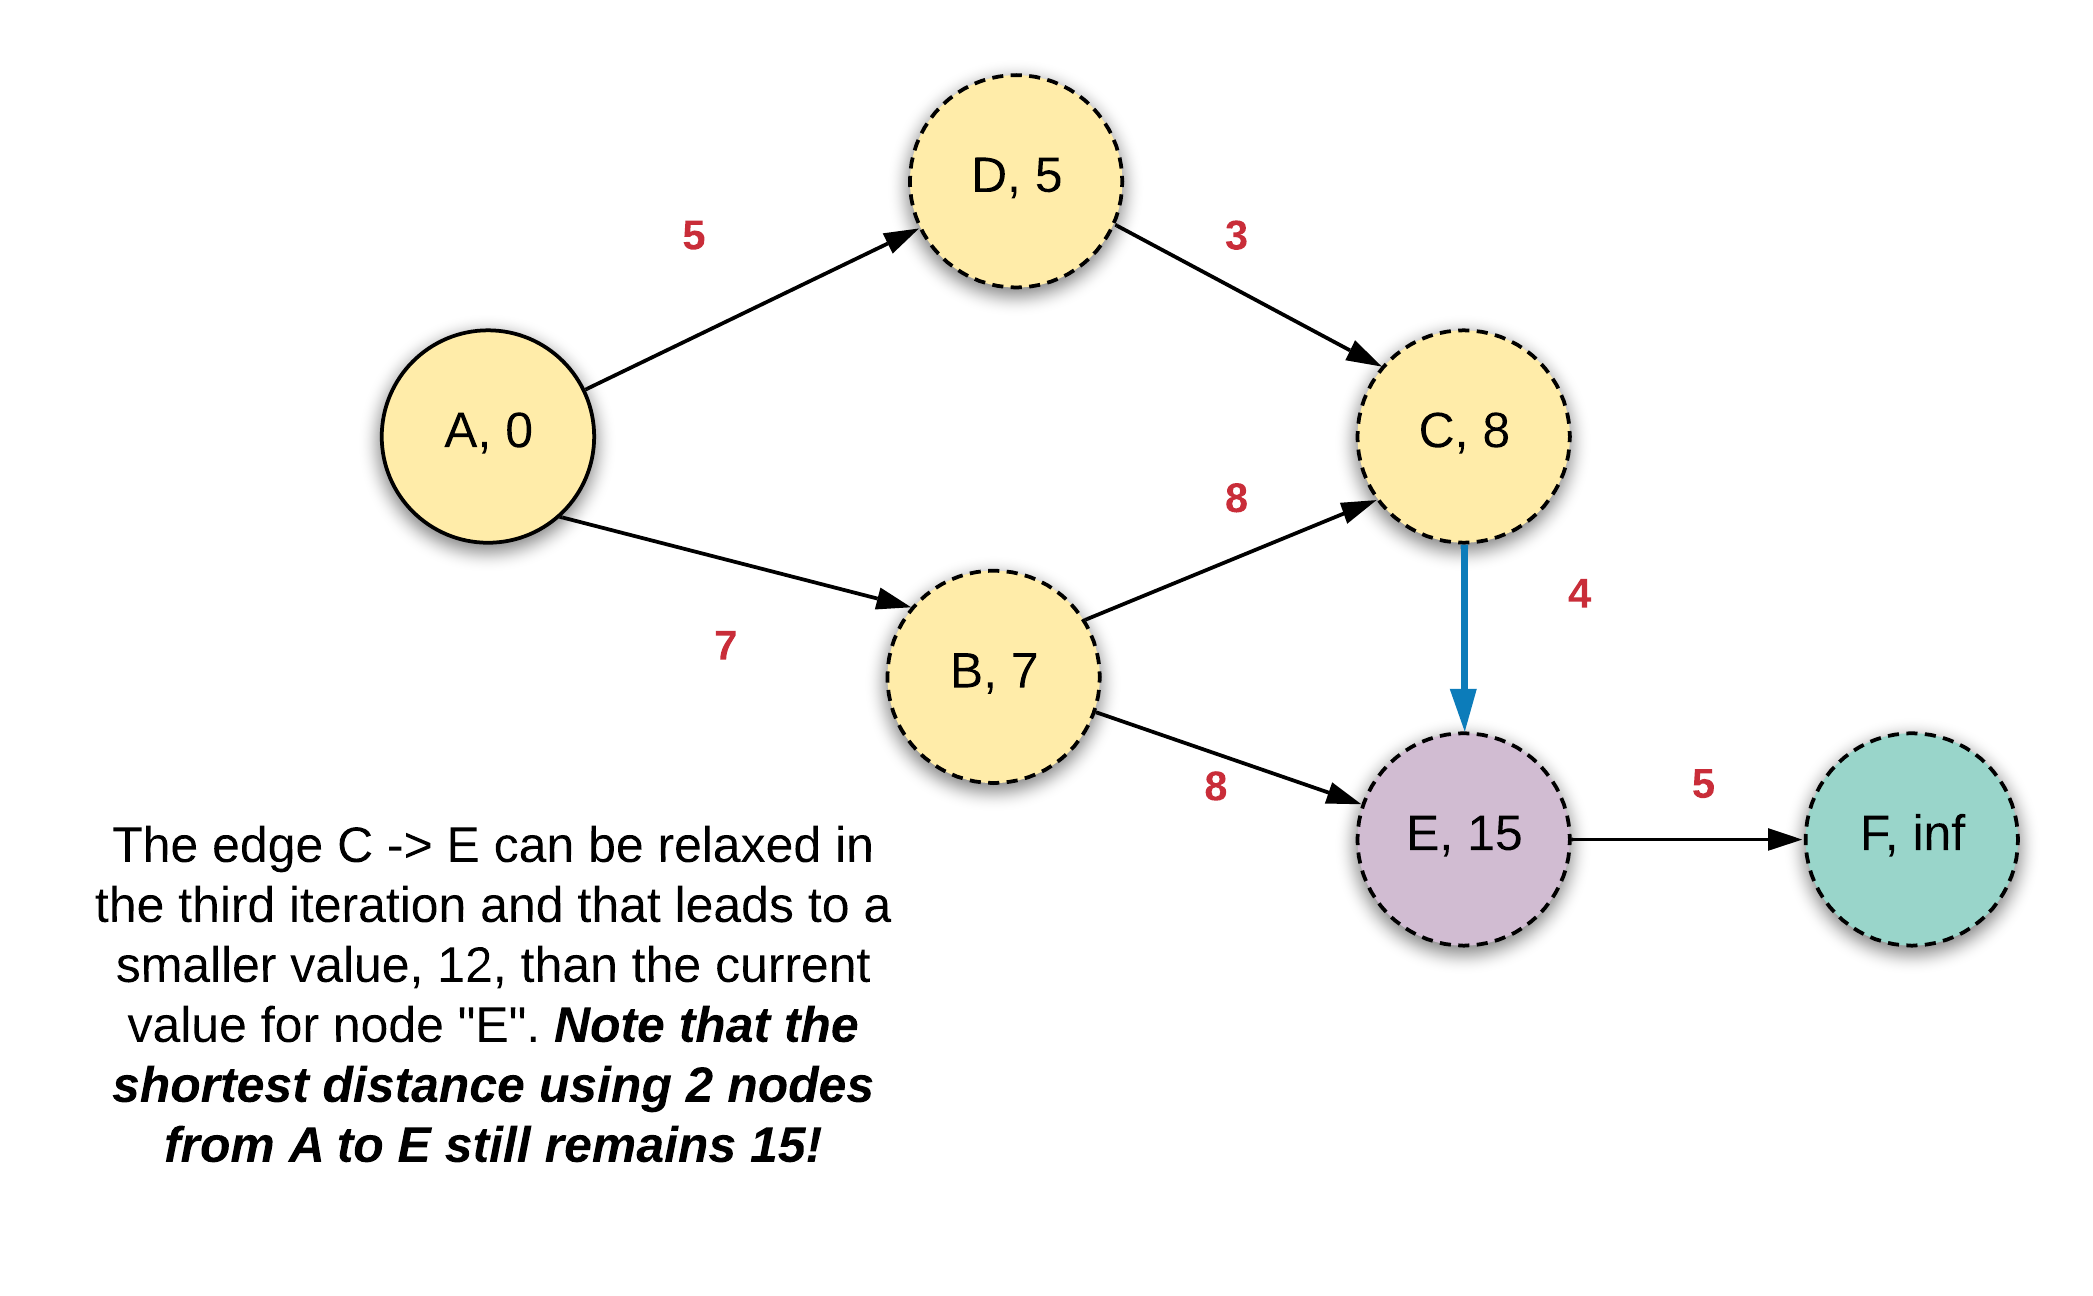 D, 5
5
3
A, 0
C, 8
8
4
7
B, 7
8
E, 15
5
F, inf
The edge C -> E can be relaxed in
the third iteration and that leads to a
smaller value, 12, than the current
value for node "E". Note that the
shortest distance using 2 nodes
from A to E still remains 15!